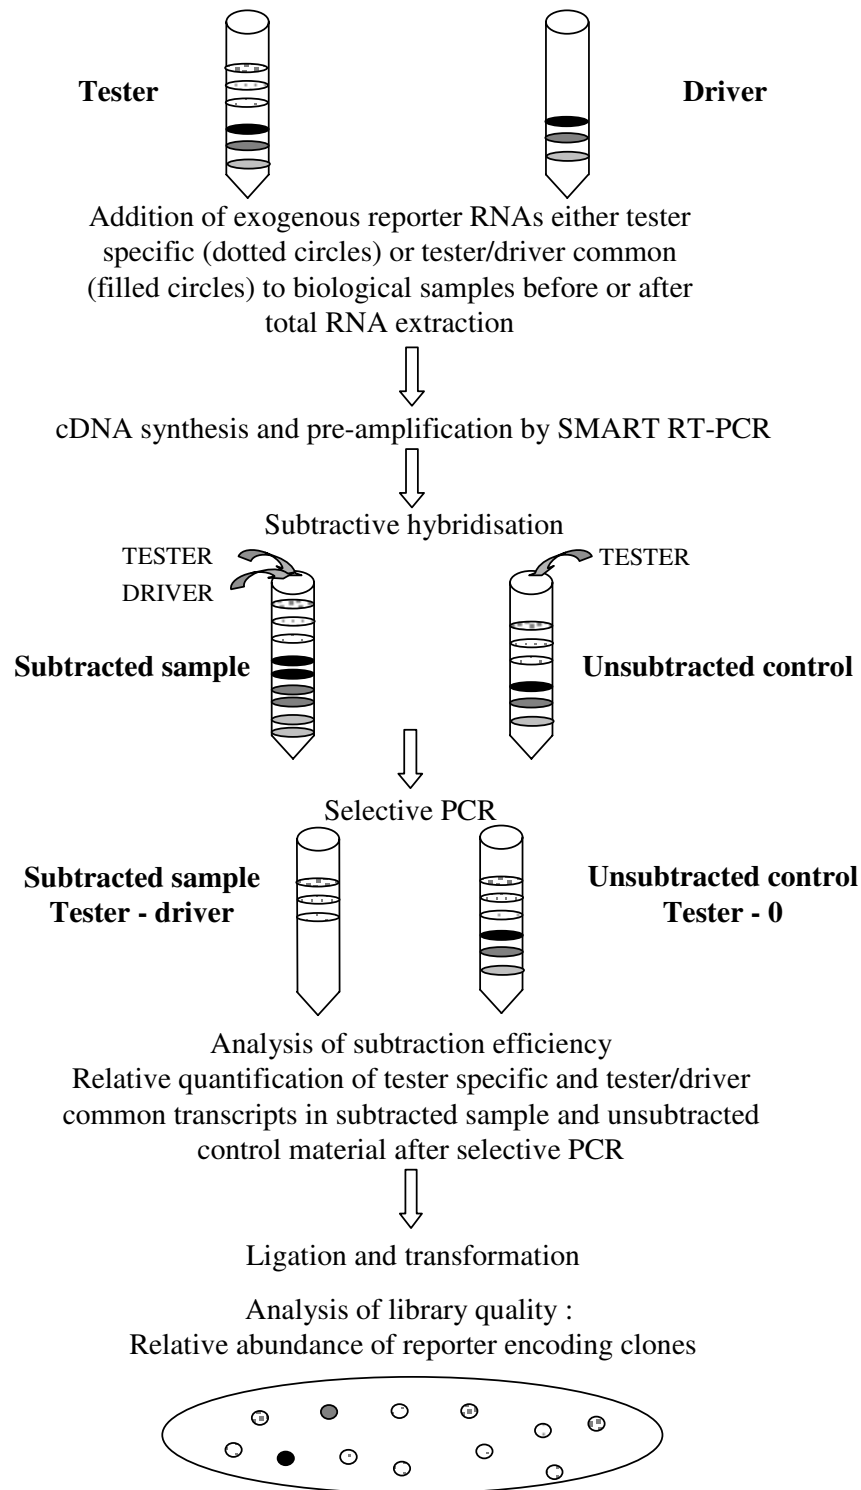 Tester
Driver
Addition of exogenous reporter RNAs either tester
specific (dotted circles) or tester/driver common
(filled circles) to biological samples before or after
total RNA extraction
cDNA synthesis and pre-amplification by SMART RT-PCR
Subtractive hybridisation
TESTER
DRIVER
TESTER
Subtracted sample
Unsubtracted control
Selective PCR
Subtracted sample
Tester - driver
Unsubtracted control
Tester - 0
Analysis of subtraction efficiency
Relative quantification of tester specific and tester/driver
common transcripts in subtracted sample and unsubtracted
control material after selective PCR
Ligation and transformation
Analysis of library quality :
Relative abundance of reporter encoding clones